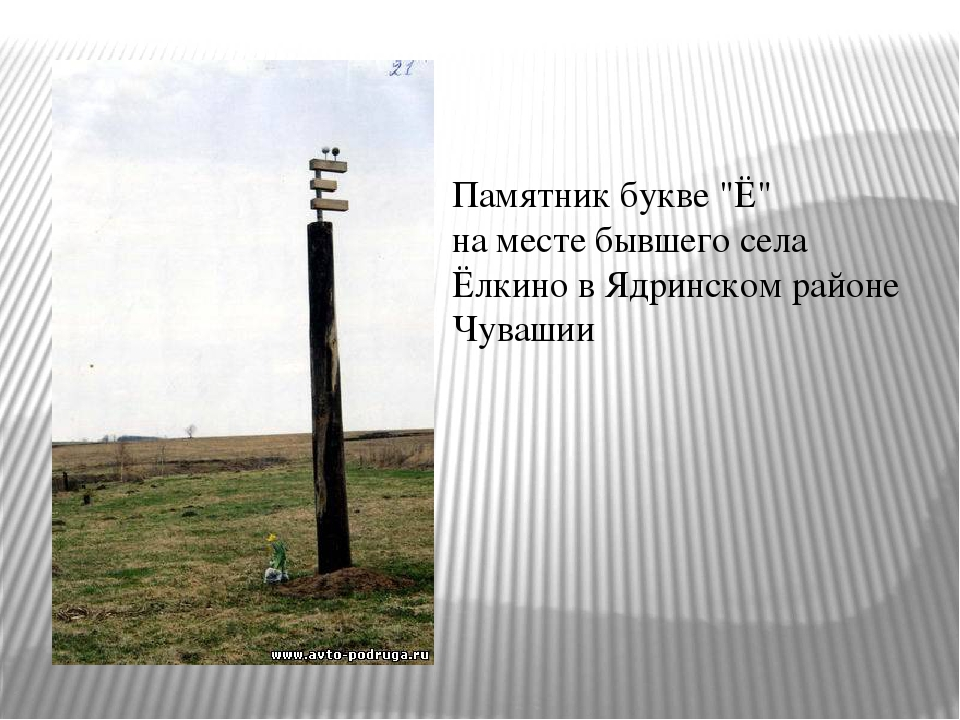 21
Памятник букве "Ё"
на месте бывшего села
Ёлкино в Ядринском районе
Чувашии
www.avto-podruga.ru